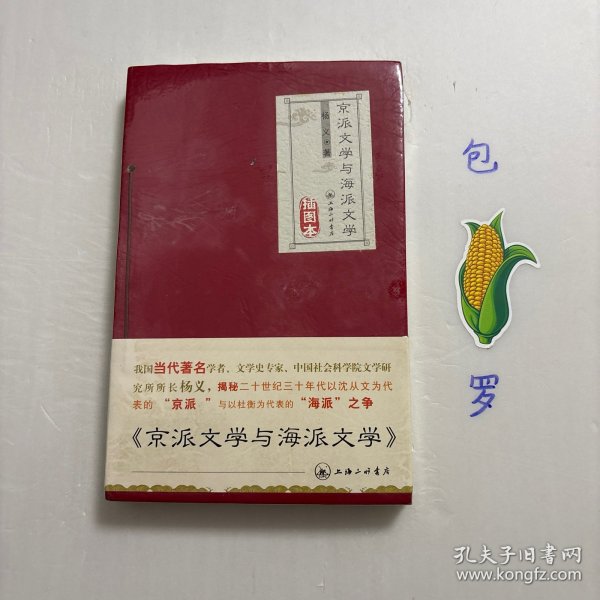 京派文学与海派文学
杨义·著
插图本
上海三联书店
我国当代著名学者、文学史专家、中国社会科学院文学研
究所所长杨义，揭秘二十世纪三十年代以沈从文为代
表的“京派”与以杜衡为代表的“海派”之争
《京派文学与海派文学》
上海三联书店
包
罗
孔夫子旧书网
www.kongfz.com